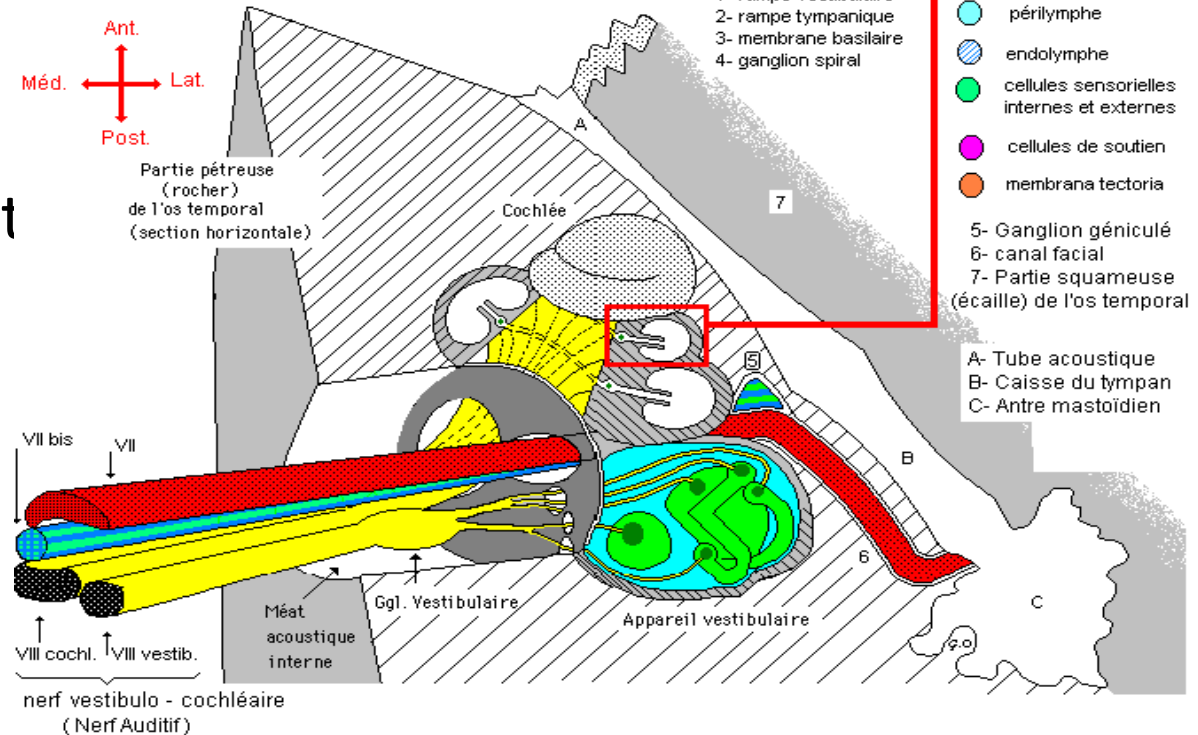 2- rampe tympanique
3- membrane basilaire
4- ganglion spiral
périlymphe
endolymphe
cellules sensorielles
internes et externes
cellules de soutien
membrana tectoria
5- Ganglion géniculé
6- canal facial
7- Partie squameuse
(écaille) de l'os temporal
A- Tube acoustique
B- Caisse du tympan
C- Antre mastoïdien
Ant.
Méd.
Lat.
Post.
Partie pétreuse
(rocher)
de l'os temporal
(section horizontale)
t
A
7
Cochlée
5
B
VII bis
VII
6
C
g.o
Méat
acoustique
interne
Ggl. Vestibulaire
Appareil vestibulaire
VIII cochl.
VIII vestib.
nerf vestibulo - cochléaire
(Nerf Auditif)